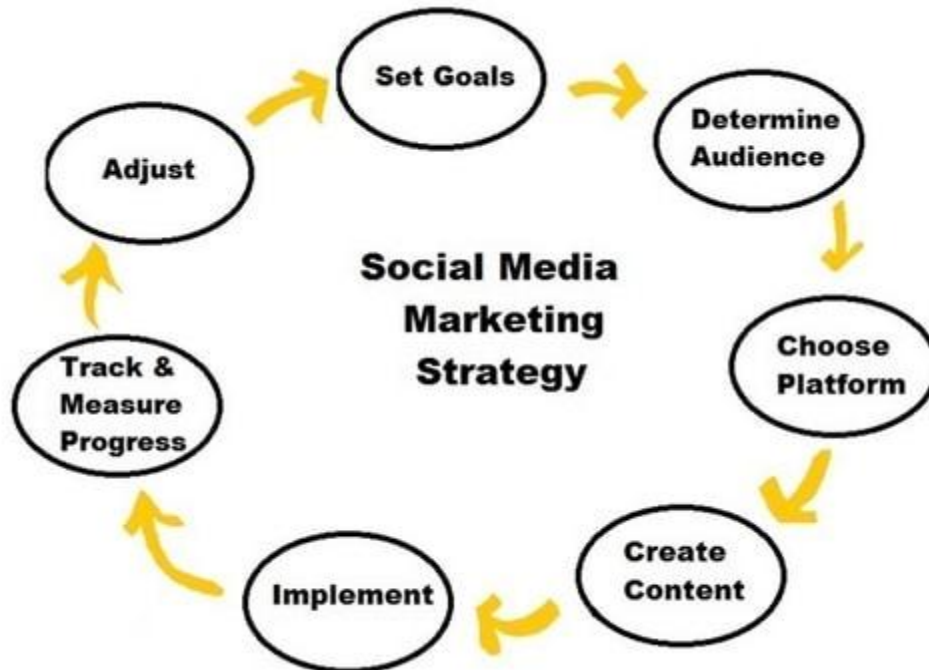 Set Goals
Determine
Audience
Choose
Platform
Create
Content
Implement
Track &
Measure
Progress
Adjust
Social Media
Marketing
Strategy